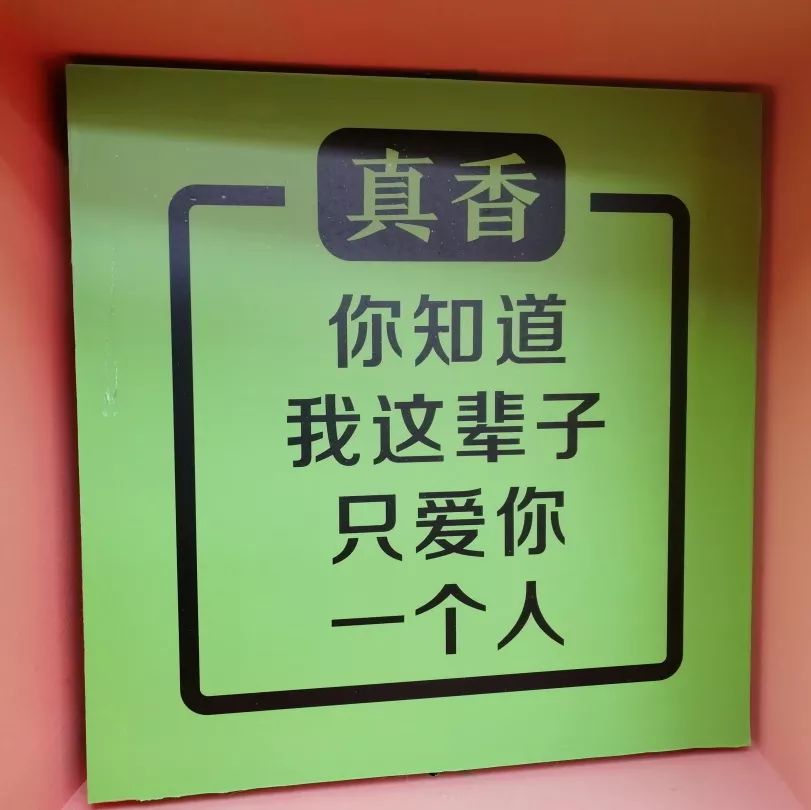 真香
你知道
我这辈子
只爱你
一个人